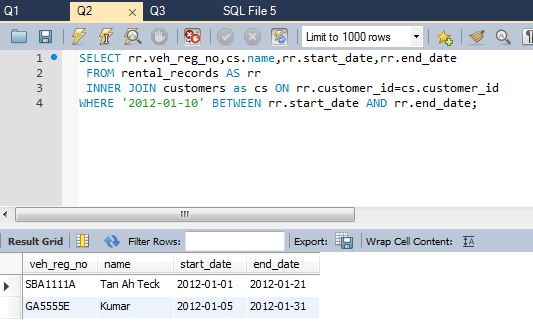 Q1 Q2 Q3 SQL File 5
Limit to 1000 rows
1 SELECT rr.veh_reg_no,cs.name,rr.start_date,rr.end_date
2 FROM rental_records AS rr
3 INNER JOIN customers as cs ON rr.customer_id=cs.customer_id
4 WHERE '2012-01-10' BETWEEN rr.start_date AND rr.end_date;
Result Grid Filter Rows: Export: Wrap Cell Content: IA
veh_reg_no name start_date end_date
SBA1111A Tan Ah Teck 2012-01-01 2012-01-21
GA5555E Kumar 2012-01-05 2012-01-31